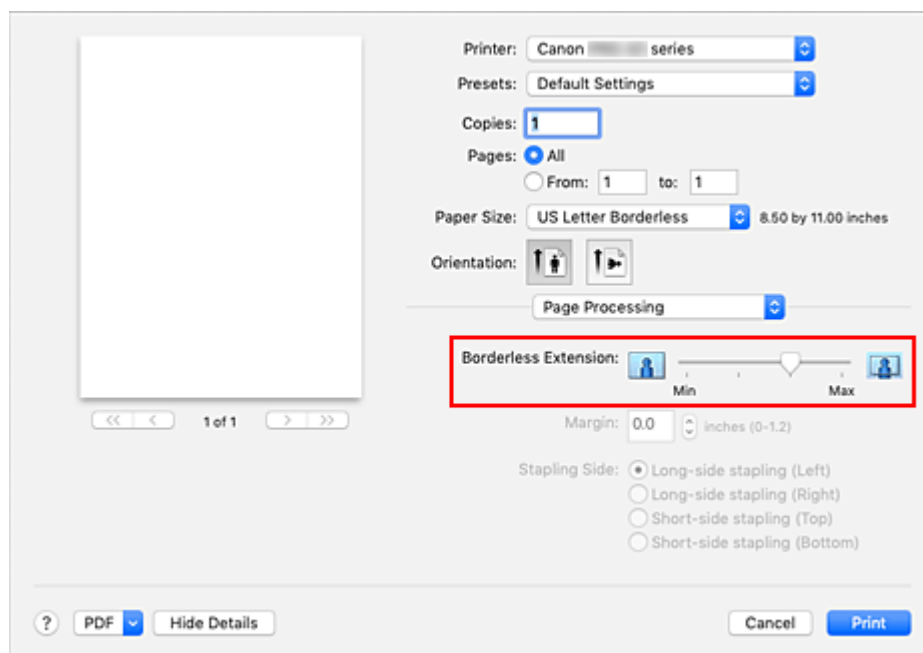 Printer: Canon series
Presets: Default Settings
Copies: 1
Pages: All
From: 1 to: 1
Paper Size: US Letter Borderless 8.50 by 11.00 inches
Orientation:
Page Processing
Borderless Extension:
Min Max
1 of 1
Margin: 0.0 inches (0-1.2)
Stapling Side: Long-side stapling (Left)
Long-side stapling (Right)
Short-side stapling (Top)
Short-side stapling (Bottom)
? PDF Hide Details Cancel Print